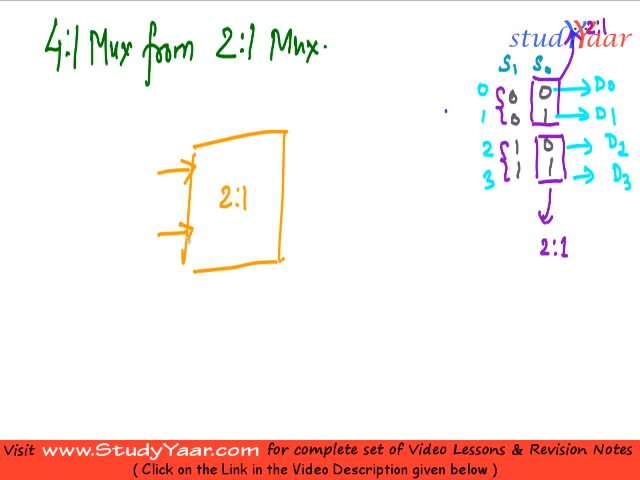 4:1 Mux from 2:1 Mux.
2:1
studYYaar
S1 S0
0 0 0 → D0
1 0 1 → D1
2 1 0 → D2
3 1 1 → D3
2:1
2:1
Visit www.StudyYaar.com for complete set of Video Lessons & Revision Notes
( Click on the Link in the Video Description given below )